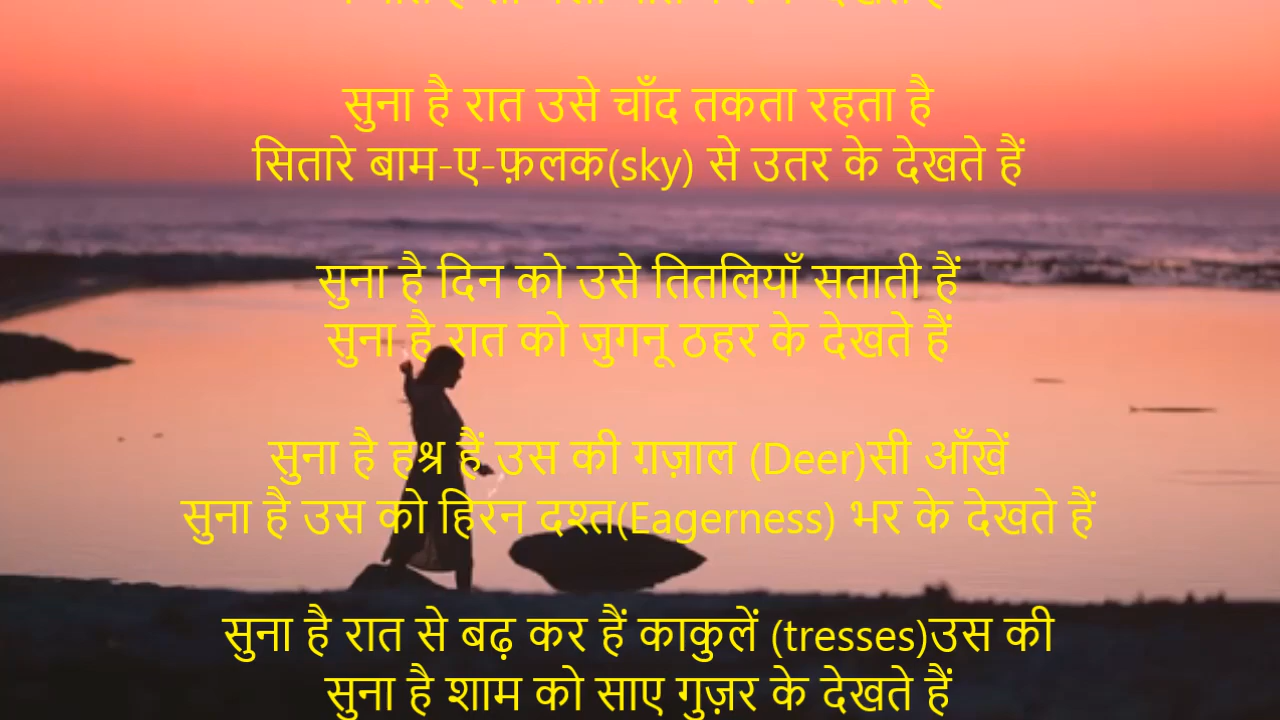 सुना है रात उसे चाँद तकता रहता है
सितारे बाम-ए-फ़लक(sky) से उतर के देखते हैं
सुना है दिन को उसे तितलियाँ सताती हैं
सुना है रात को जुगनू ठहर के देखते हैं
सुना है हश्र हैं उस की ग़ज़ाल (Deer)सी आँखें
सुना है उस को हिरन दश्त(Eagerness) भर के देखते हैं
सुना है रात से बढ़ कर हैं काकुलें (tresses)उस की
सुना है शाम को साए गुज़र के देखते हैं